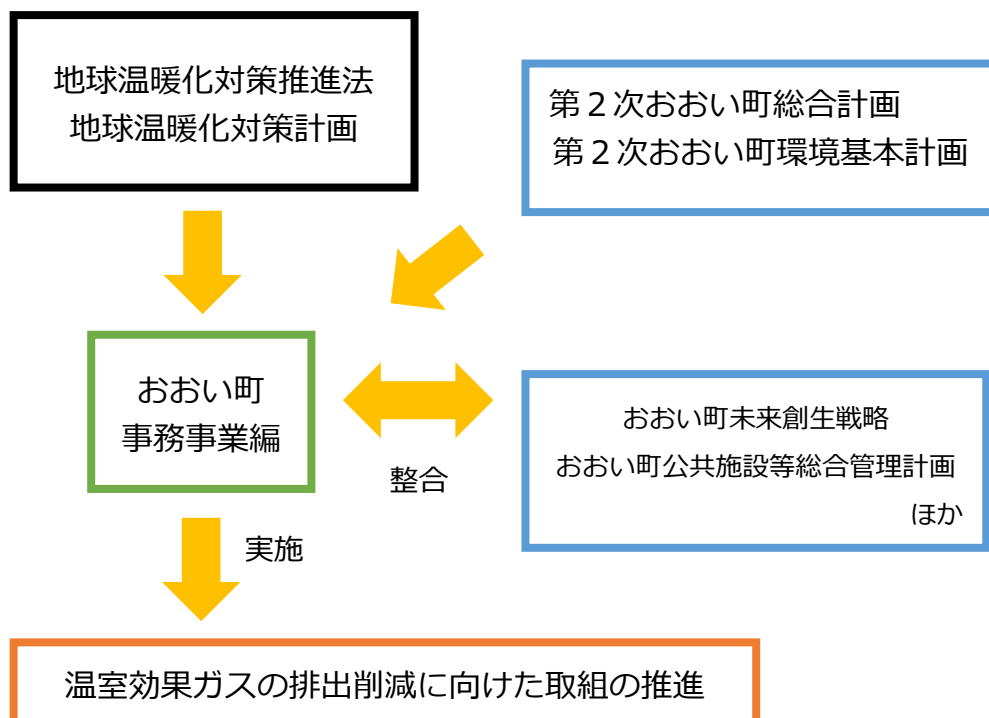 地球温暖化対策推進法
地球温暖化対策計画
第２次おおい町総合計画
第２次おおい町環境基本計画
おおい町
事務事業編
整合
おおい町未来創生戦略
おおい町公共施設等総合管理計画
ほか
実施
温室効果ガスの排出削減に向けた取組の推進